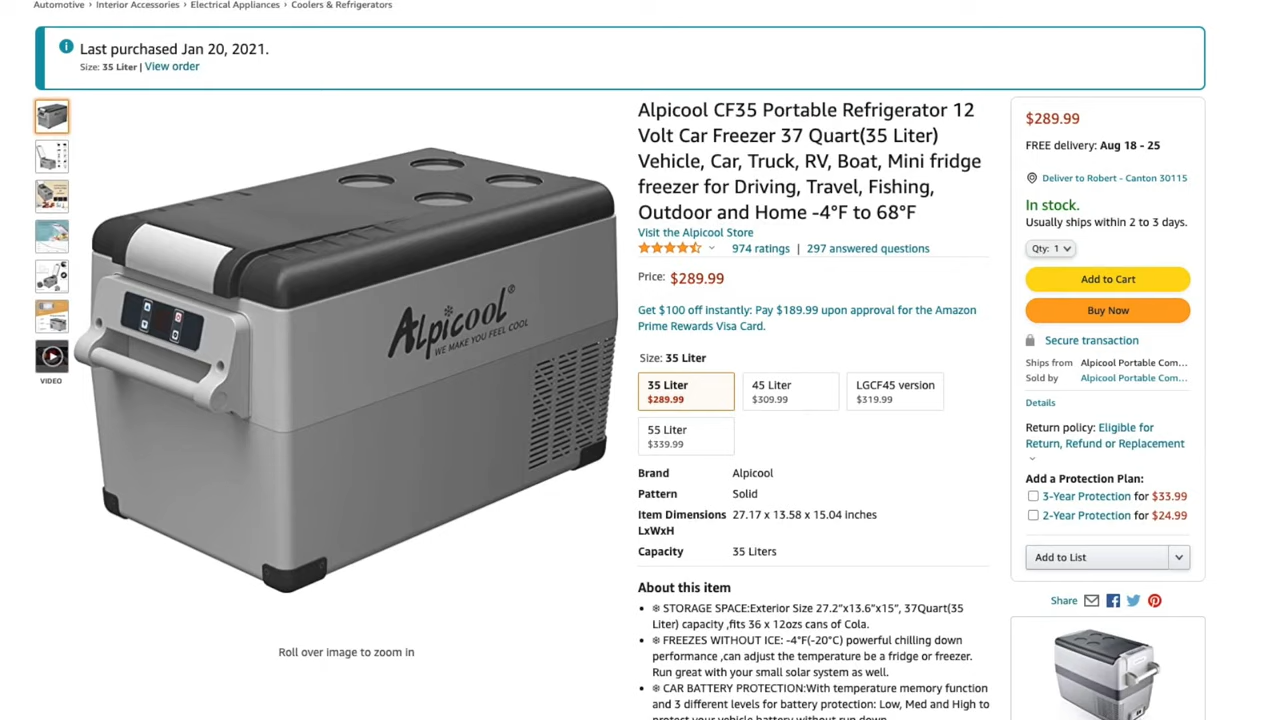 Automotive › Interior Accessories › Electrical Appliances › Coolers & Refrigerators
Last purchased Jan 20, 2021.
Size: 35 Liter | View order
VIDEO
Alpicool®
WE MAKE YOU FEEL COOL
Roll over image to zoom in
Alpicool CF35 Portable Refrigerator 12
Volt Car Freezer 37 Quart(35 Liter)
Vehicle, Car, Truck, RV, Boat, Mini fridge
freezer for Driving, Travel, Fishing,
Outdoor and Home -4°F to 68°F
Visit the Alpicool Store
974 ratings | 297 answered questions
Price: $289.99
Get $100 off instantly: Pay $189.99 upon approval for the Amazon
Prime Rewards Visa Card.
Size: 35 Liter
35 Liter
$289.99
45 Liter
$309.99
LGCF45 version
$319.99
55 Liter
$339.99
Brand Alpicool
Pattern Solid
Item Dimensions 27.17 x 13.58 x 15.04 inches
LxWxH
Capacity 35 Liters
About this item
• ❄ STORAGE SPACE:Exterior Size 27.2"x13.6"x15", 37Quart(35
Liter) capacity ,fits 36 x 12ozs cans of Cola.
• ❄ FREEZES WITHOUT ICE: -4°F(-20°C) powerful chilling down
performance ,can adjust the temperature be a fridge or freezer.
Run great with your small solar system as well.
• ❄ CAR BATTERY PROTECTION:With temperature memory function
and 3 different levels for battery protection: Low, Med and High to
protect your vehicle battery without run down
$289.99
FREE delivery: Aug 18 - 25
Deliver to Robert - Canton 30115
In stock.
Usually ships within 2 to 3 days.
Qty: 1
Add to Cart
Buy Now
Secure transaction
Ships from Alpicool Portable Com...
Sold by Alpicool Portable Com...
Details
Return policy: Eligible for
Return, Refund or Replacement
Add a Protection Plan:
3-Year Protection for $33.99
2-Year Protection for $24.99
Add to List
Share